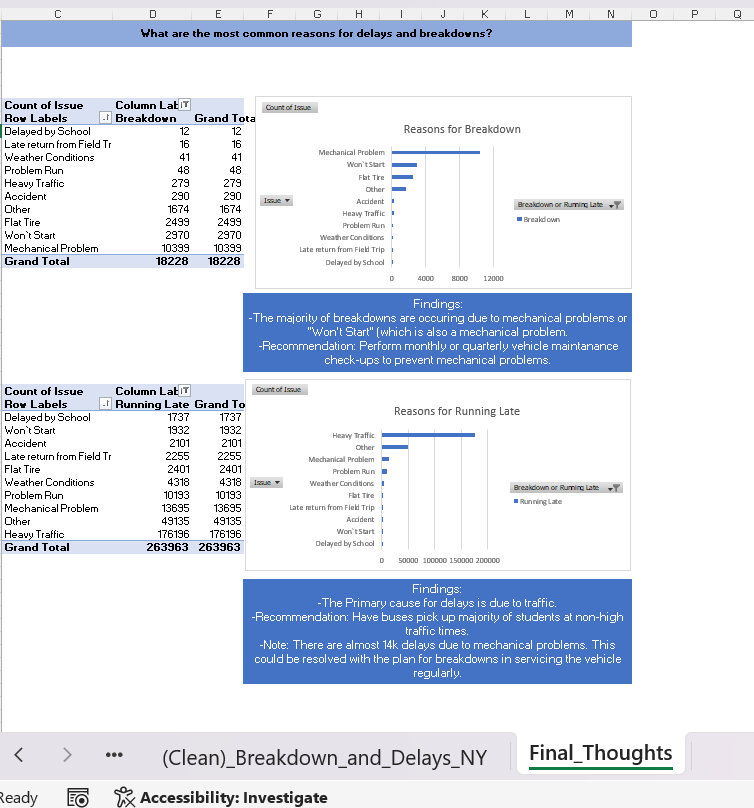 C D E F G H I J K L M N O P Q
What are the most common reasons for delays and breakdowns?
Count of Issue Column Lab
Row Labels Breakdown Grand Tota
Delayed by School 12 12
Late return from Field Tr 16 16
Weather Conditions 41 41
Problem Run 48 48
Heavy Traffic 279 279
Accident 290 290
Other 1674 1674
Flat Tire 2499 2499
Won`t Start 2970 2970
Mechanical Problem 10399 10399
Grand Total 18228 18228
Count of Issue
Reasons for Breakdown
Mechanical Problem
Won`t Start
Flat Tire
Other
Accident
Heavy Traffic
Problem Run
Weather Conditions
Late return from Field Trip
Delayed by School
0 4000 8000 12000
Issue
Breakdown or Running Late
Breakdown
Findings:
-The majority of breakdowns are occuring due to mechanical problems or
"Won't Start" (which is also a mechanical problem.
-Recommendation: Perform monthly or quarterly vehicle maintanance
check-ups to prevent mechanical problems.
Count of Issue Column Lab
Row Labels Running Late Grand To
Delayed by School 1737 1737
Won`t Start 1932 1932
Accident 2101 2101
Late return from Field Tr 2255 2255
Flat Tire 2401 2401
Weather Conditions 4318 4318
Problem Run 10193 10193
Mechanical Problem 13695 13695
Other 49135 49135
Heavy Traffic 176196 176196
Grand Total 263963 263963
Count of Issue
Reasons for Running Late
Heavy Traffic
Other
Mechanical Problem
Problem Run
Weather Conditions
Flat Tire
Late return from Field Trip
Accident
Won`t Start
Delayed by School
0 50000 100000 150000 200000
Issue
Breakdown or Running Late
Running Late
Findings:
-The Primary cause for delays is due to traffic.
-Recommendation: Have buses pick up majority of students at non-high
traffic times.
-Note: There are almost 14k delays due to mechanical problems. This
could be resolved with the plan for breakdowns in servicing the vehicle
regularly.
(Clean)_Breakdown_and_Delays_NY Final_Thoughts
Ready Accessibility: Investigate